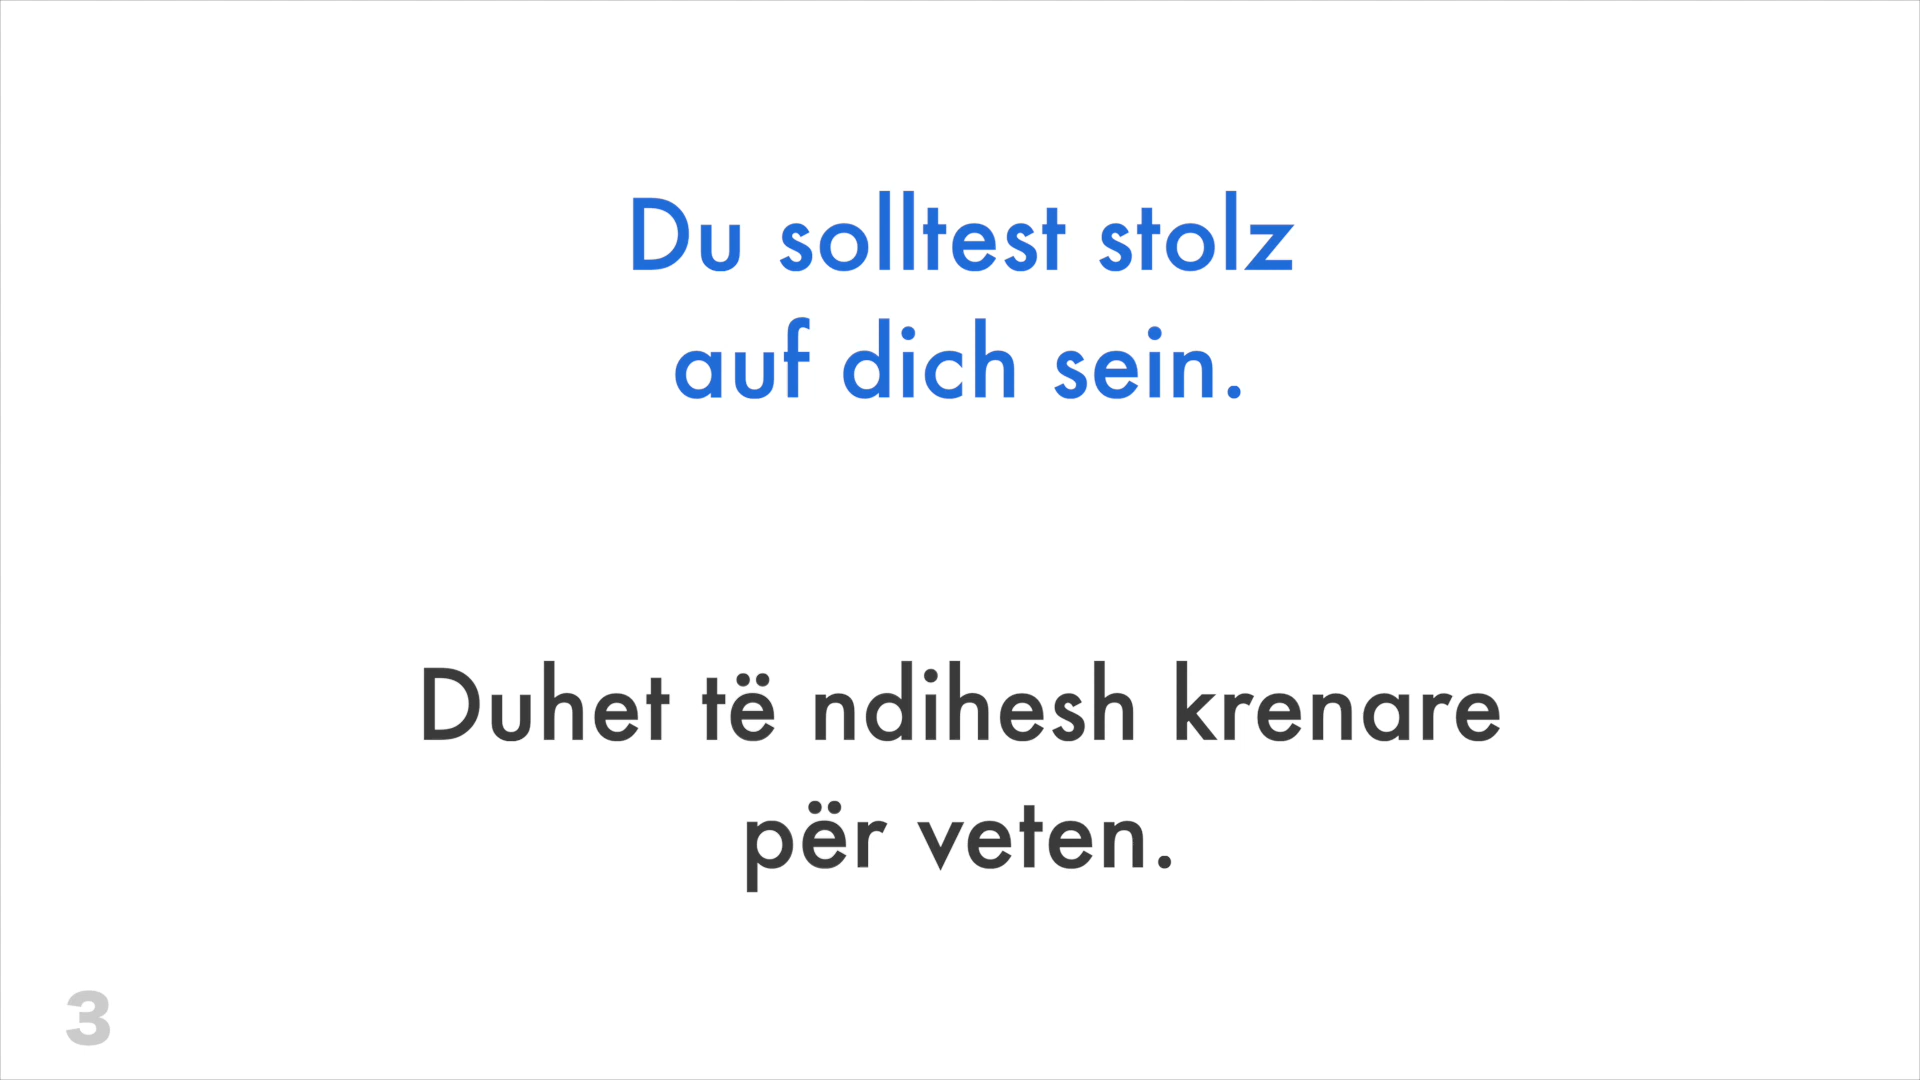 Du solltest stolz
auf dich sein.
Duhet të ndihesh krenare
për veten.
3